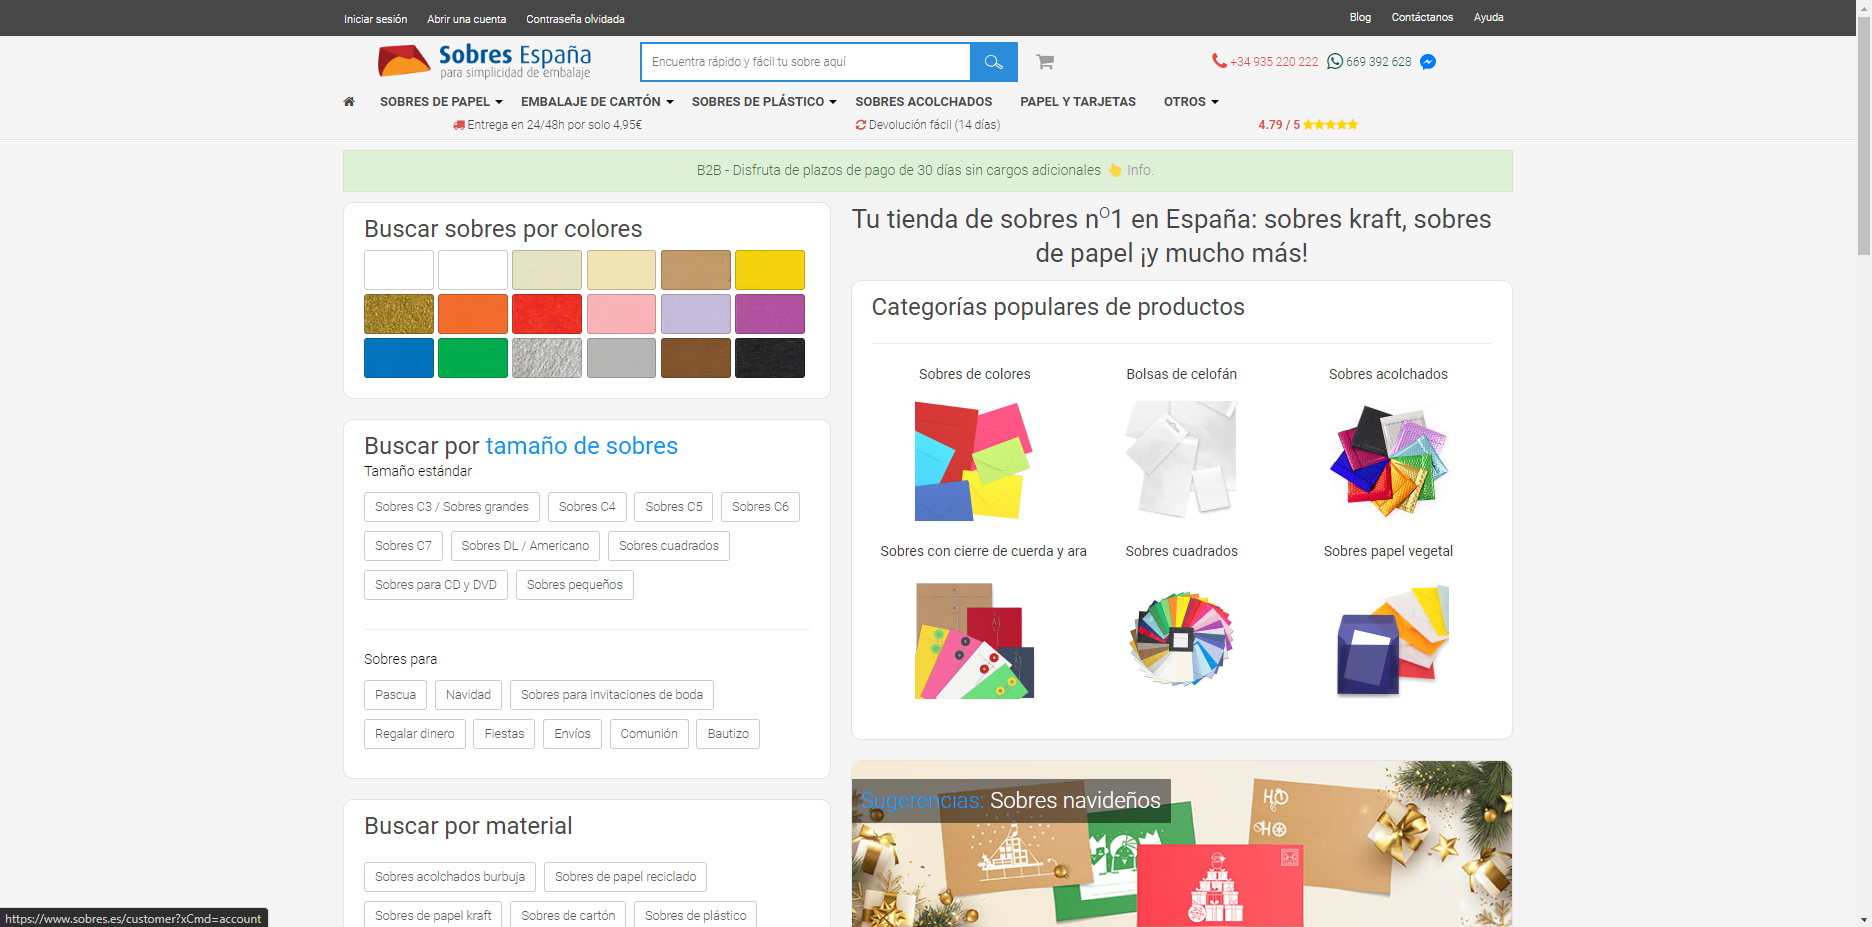 Iniciar sesión Abrir una cuenta Contraseña olvidada Blog Contáctanos Ayuda
Sobres España
para simplicidad de embalaje
Encuentra rápido y fácil tu sobre aquí
+34 935 220 222 669 392 628
SOBRES DE PAPEL EMBALAJE DE CARTÓN SOBRES DE PLÁSTICO SOBRES ACOLCHADOS PAPEL Y TARJETAS OTROS
Entrega en 24/48h por solo 4,95€ Devolución fácil (14 días) 4.79 / 5
B2B - Disfruta de plazos de pago de 30 días sin cargos adicionales 👆 Info.
Buscar sobres por colores
Buscar por tamaño de sobres
Tamaño estándar
Sobres C3 / Sobres grandes Sobres C4 Sobres C5 Sobres C6
Sobres C7 Sobres DL / Americano Sobres cuadrados
Sobres para CD y DVD Sobres pequeños
Sobres para
Pascua Navidad Sobres para invitaciones de boda
Regalar dinero Fiestas Envíos Comunión Bautizo
Buscar por material
Sobres acolchados burbuja Sobres de papel reciclado
Sobres de papel kraft Sobres de cartón Sobres de plástico
Tu tienda de sobres nº1 en España: sobres kraft, sobres
de papel ¡y mucho más!
Categorías populares de productos
Sobres de colores Bolsas de celofán Sobres acolchados
Sobres con cierre de cuerda y ara Sobres cuadrados Sobres papel vegetal
Sugerencias: Sobres navideños
HO
HO
https://www.sobres.es/customer?xCmd=account